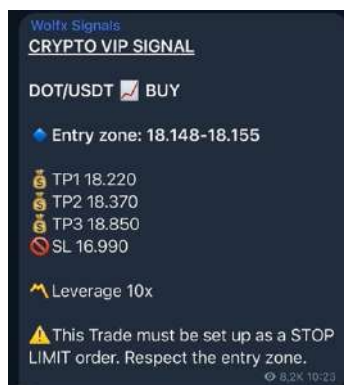 Wolfx Signals
CRYPTO VIP SIGNAL
DOT/USDT 📈 BUY
🔹 Entry zone: 18.148-18.155
💰 TP1 18.220
💰 TP2 18.370
💰 TP3 18.850
🚫 SL 16.990
〽️ Leverage 10x
⚠️ This Trade must be set up as a STOP
LIMIT order. Respect the entry zone.
8,2K 10:23